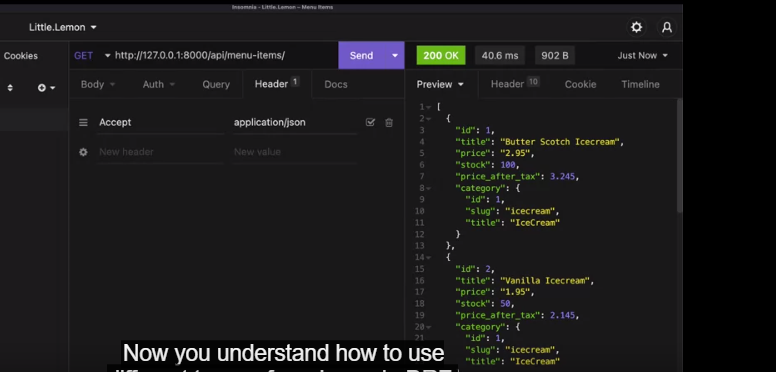 Insomnia - Little.Lemon - Menu Items
Little.Lemon
Cookies
GET http://127.0.0.1:8000/api/menu-items/ Send
200 OK 40.6 ms 902 B Just Now
Body Auth Query Header 1 Docs
Preview Header 10 Cookie Timeline
Accept application/json
New header New value
1 [
2 {
3 "id": 1,
4 "title": "Butter Scotch Icecream",
5 "price": "2.95",
6 "stock": 100,
7 "price_after_tax": 3.245,
8 "category": {
9 "id": 1,
10 "slug": "icecream",
11 "title": "IceCream"
12 }
13 },
14 {
15 "id": 2,
16 "title": "Vanilla Icecream",
17 "price": "1.95",
18 "stock": 50,
19 "price_after_tax": 2.145,
20 "category": {
21 "id": 1,
"slug": "icecream",
"title": "IceCream"
Now you understand how to use